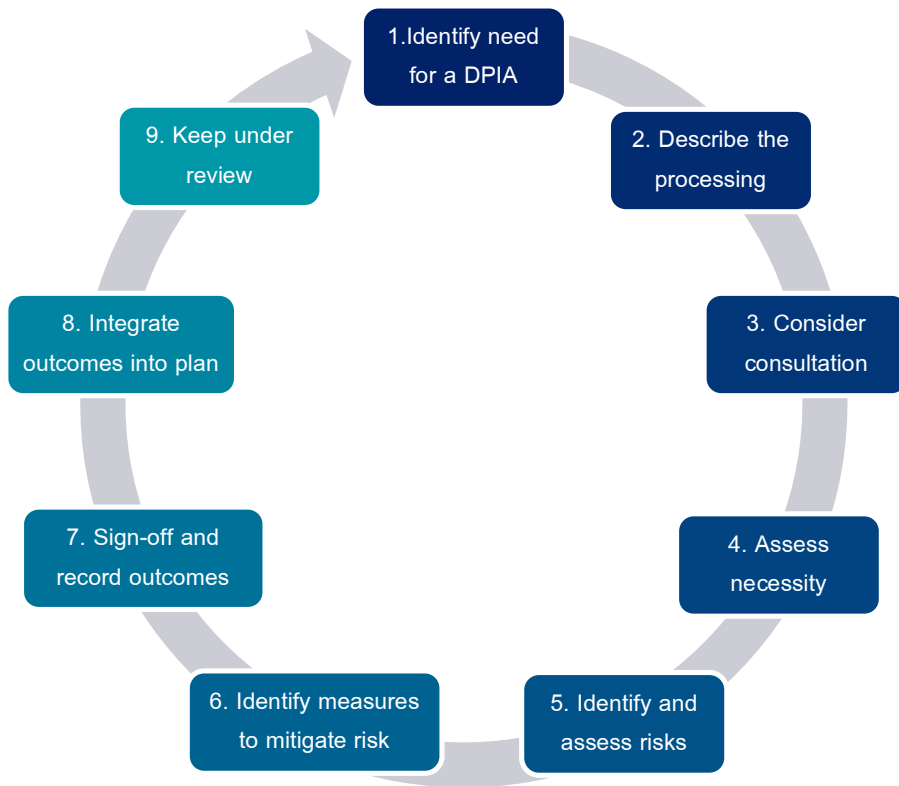 1.Identify need
for a DPIA
2. Describe the
processing
3. Consider
consultation
4. Assess
necessity
5. Identify and
assess risks
6. Identify measures
to mitigate risk
7. Sign-off and
record outcomes
8. Integrate
outcomes into plan
9. Keep under
review